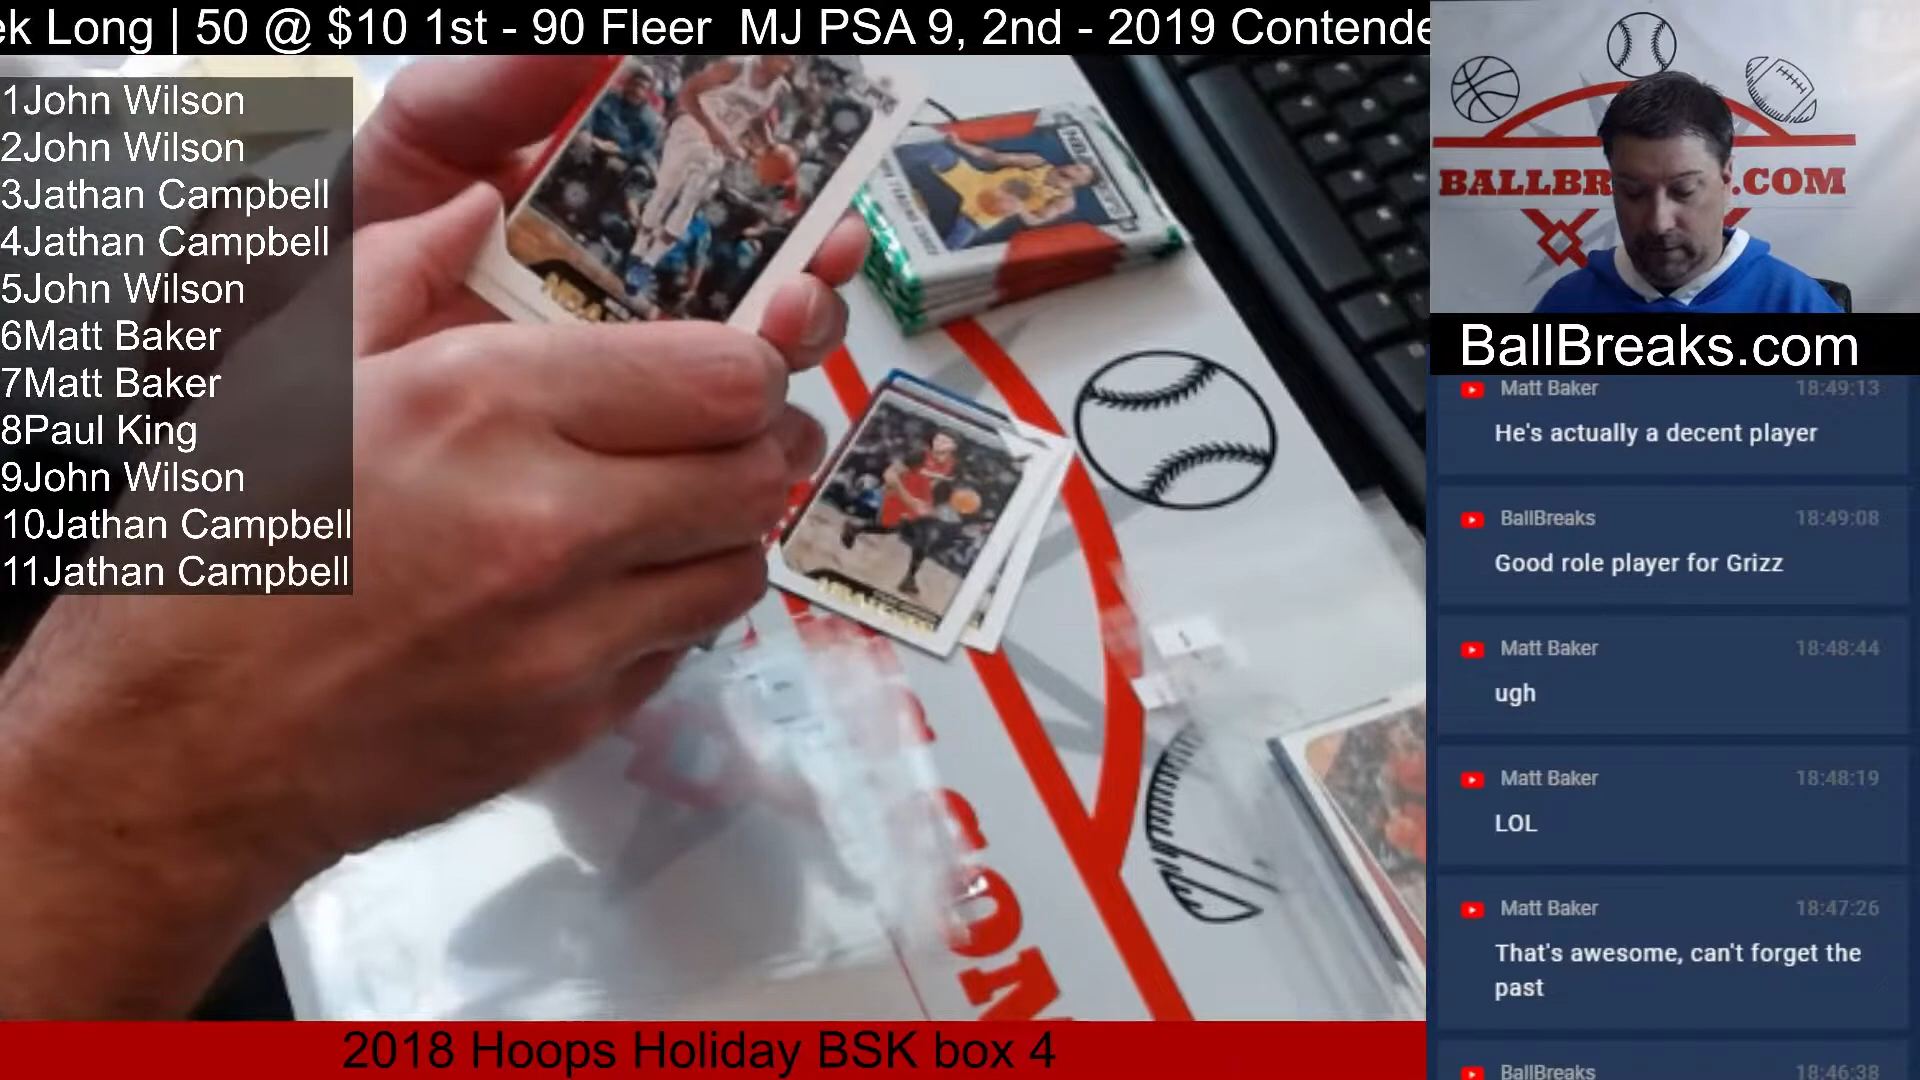 ek Long | 50 @ $10 1st - 90 Fleer MJ PSA 9, 2nd - 2019 Contende
1John Wilson
2John Wilson
3Jathan Campbell
4Jathan Campbell
5John Wilson
6Matt Baker
7Matt Baker
8Paul King
9John Wilson
10Jathan Campbell
11Jathan Campbell
BALLBR .COM
BallBreaks.com
Matt Baker 18:49:13
He's actually a decent player
BallBreaks 18:49:08
Good role player for Grizz
Matt Baker 18:48:44
ugh
Matt Baker 18:48:19
LOL
Matt Baker 18:47:26
That's awesome, can't forget the
past
BallBreaks 18:46:38
2018 Hoops Holiday BSK box 4